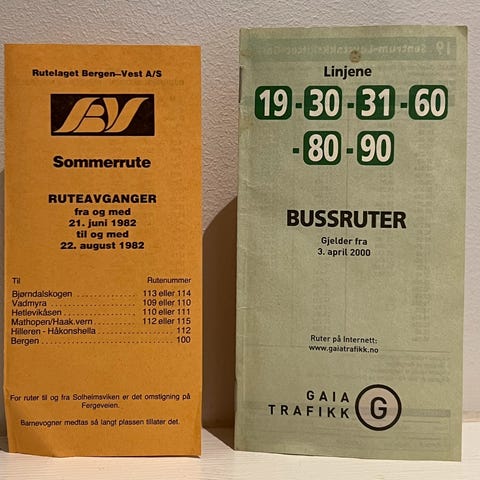 Rutelaget Bergen–Vest A/S
BV
Sommerrute
RUTEAVGANGER
fra og med
21. juni 1982
til og med
22. august 1982
Til Rutenummer
Bjørndalskogen 113 eller 114
Vadmyra 109 eller 110
Hetlevikåsen 110 eller 111
Mathopen/Haak.vern 112 eller 115
Hilleren - Håkonshella 112
Bergen 100
For ruter til og fra Solheimsviken er det omstigning på
Fergeveien.
Barnevogner medtas så langt plassen tillater det.
Linjene
19-30-31-60
-80-90
BUSSRUTER
Gjelder fra
3. april 2000
Ruter på Internett:
www.gaiatrafikk.no
GAIA
TRAFIKK G